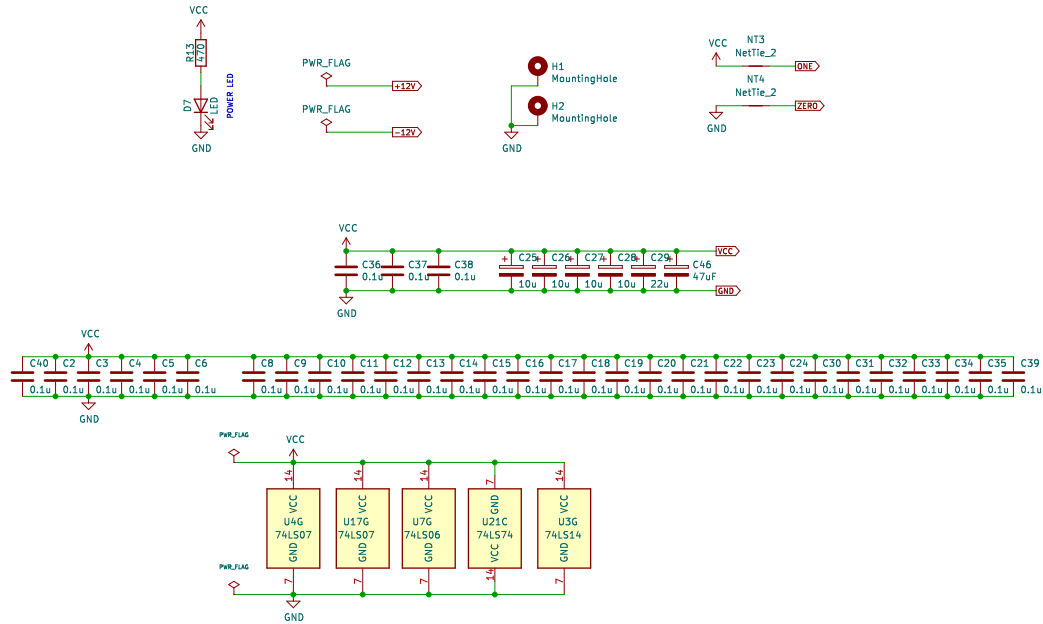 VCC
R13
470
D7
LED
POWER LED
GND
PWR_FLAG
+12V
PWR_FLAG
-12V
H1
MountingHole
H2
MountingHole
GND
NT3
NetTie_2
VCC
ONE
NT4
NetTie_2
ZERO
GND
VCC
C36 C37 C38 C25 C26 C27 C28 C29 C46
0.1u 0.1u 0.1u 10u 10u 10u 10u 22u 47uF
VCC
GND
GND
VCC
C40 C2 C3 C4 C5 C6 C8 C9 C10 C11 C12 C13 C14 C15 C16 C17 C18 C19 C20 C21 C22 C23 C24 C30 C31 C32 C33 C34 C35 C39
0.1u 0.1u 0.1u 0.1u 0.1u 0.1u 0.1u 0.1u 0.1u 0.1u 0.1u 0.1u 0.1u 0.1u 0.1u 0.1u 0.1u 0.1u 0.1u 0.1u 0.1u 0.1u 0.1u 0.1u 0.1u 0.1u 0.1u 0.1u 0.1u 0.1u
GND
PWR_FLAG
VCC
14 14 14 7 14
VCC VCC VCC GND VCC
U4G U17G U7G U21C U3G
74LS07 74LS07 74LS06 74LS74 74LS14
GND GND GND VCC GND
7 7 7 14 7
PWR_FLAG
GND